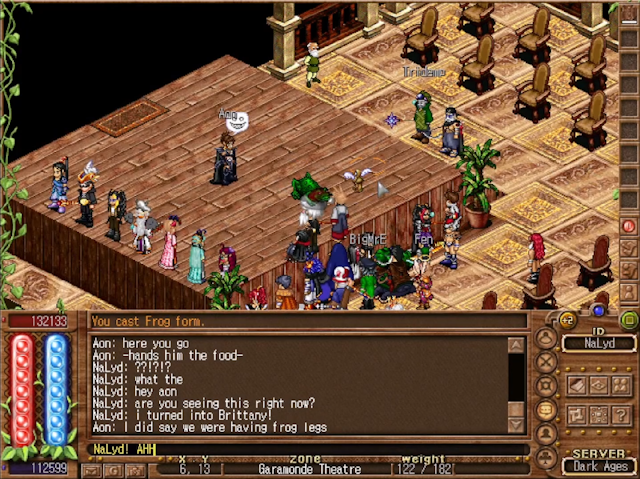 Aon
BigMrE
Fen
132133
You cast Frog form.
Aon: here you go
Aon: -hands him the food-
NaLyd: ??!?!?
NaLyd: what the
NaLyd: hey aon
NaLyd: are you seeing this right now?
NaLyd: i turned into Brittany!
Aon: I did say we were having frog legs
NaLyd! AHH
112599
X Y ZONE weight
6, 13 Garamonde Theatre [122 / 182[
+2
ID
NaLyd
?
SERVER
Dark Ages